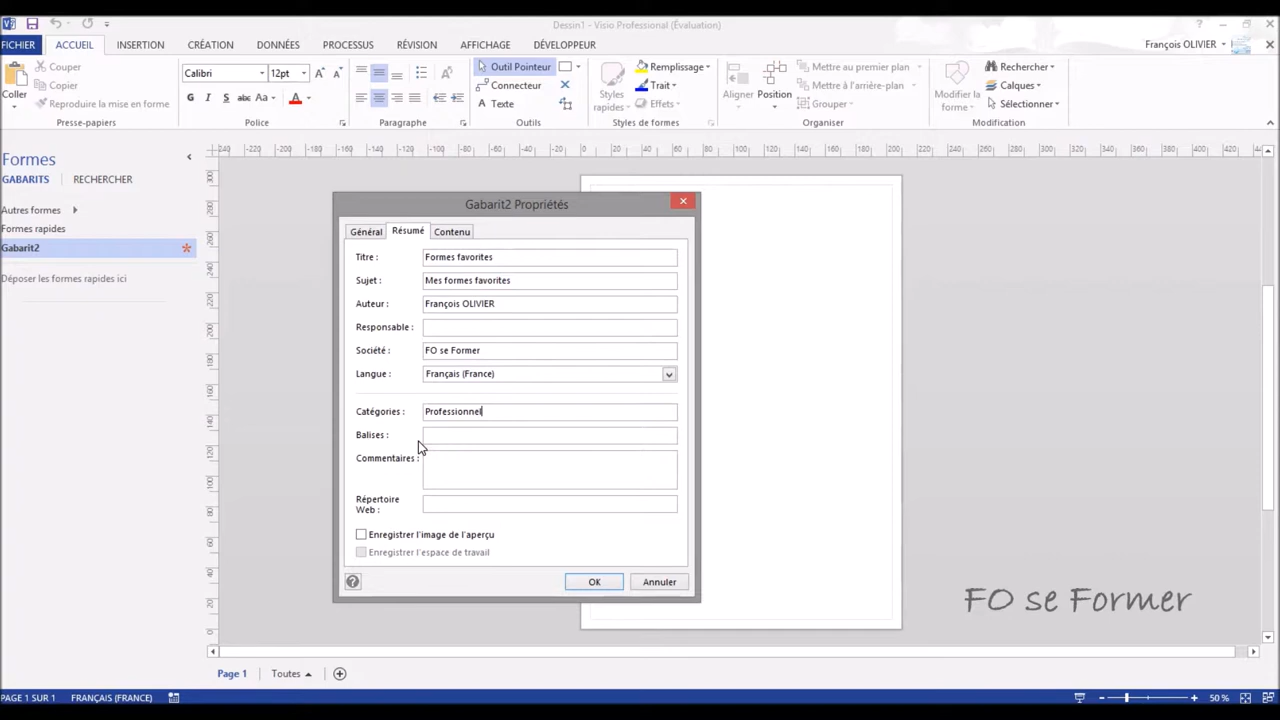 Dessin1 - Visio Professional (Évaluation)
FICHIER ACCUEIL INSERTION CRÉATION DONNÉES PROCESSUS RÉVISION AFFICHAGE DÉVELOPPEUR François OLIVIER
Coller
Couper
Copier
Reproduire la mise en forme
Presse-papiers
Calibri 12pt
Police
Paragraphe
Outil Pointeur
Connecteur
Texte
Outils
Styles rapides
Remplissage
Trait
Effets
Styles de formes
Aligner
Position
Mettre au premier plan
Mettre à l'arrière-plan
Grouper
Organiser
Modifier la forme
Rechercher
Calques
Sélectionner
Modification
Formes
GABARITS RECHERCHER
Autres formes
Formes rapides
Gabarit2
Déposer les formes rapides ici
Gabarit2 Propriétés
Général Résumé Contenu
Titre : Formes favorites
Sujet : Mes formes favorites
Auteur : François OLIVIER
Responsable :
Société : FO se Former
Langue : Français (France)
Catégories : Professionnel
Balises :
Commentaires :
Répertoire
Web :
Enregistrer l'image de l'aperçu
Enregistrer l'espace de travail
OK Annuler
FO se Former
Page 1 Toutes
PAGE 1 SUR 1 FRANÇAIS (FRANCE) 50 %